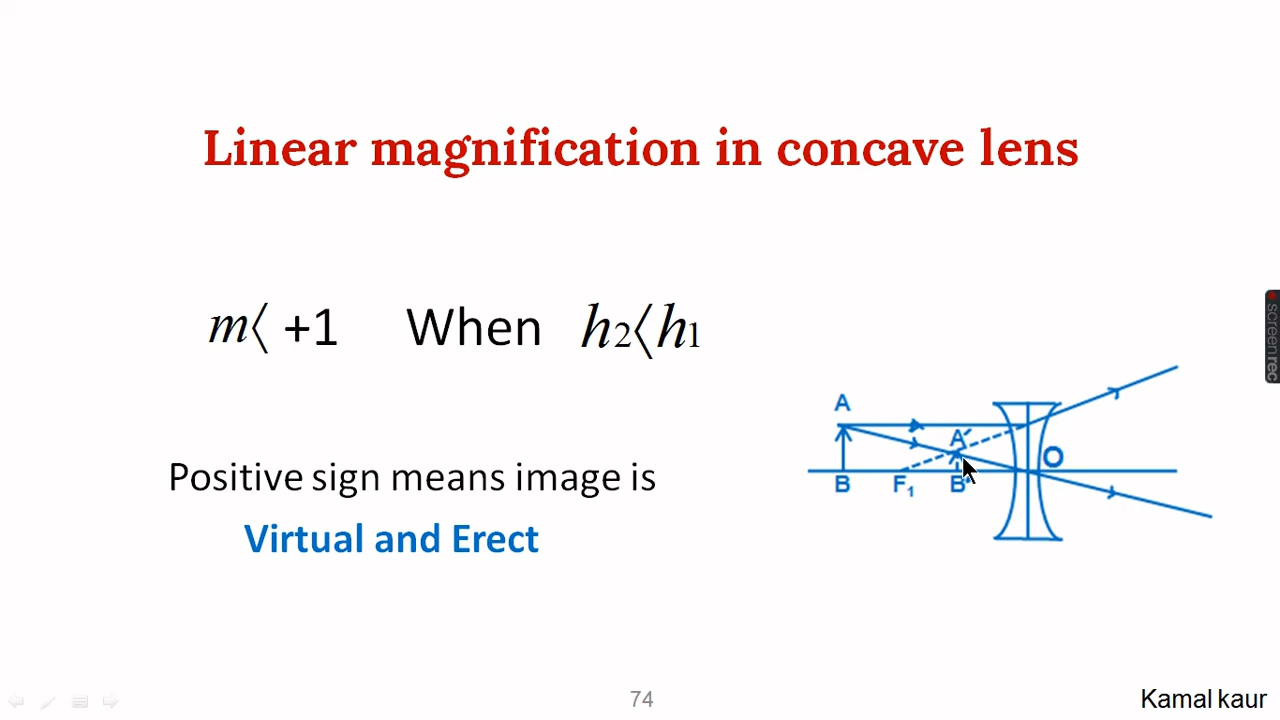 Linear magnification in concave lens
m⟨ +1 When h2⟨h1
A
A′
O
B F1 B′
Positive sign means image is
Virtual and Erect
screenrec
74
Kamal kaur